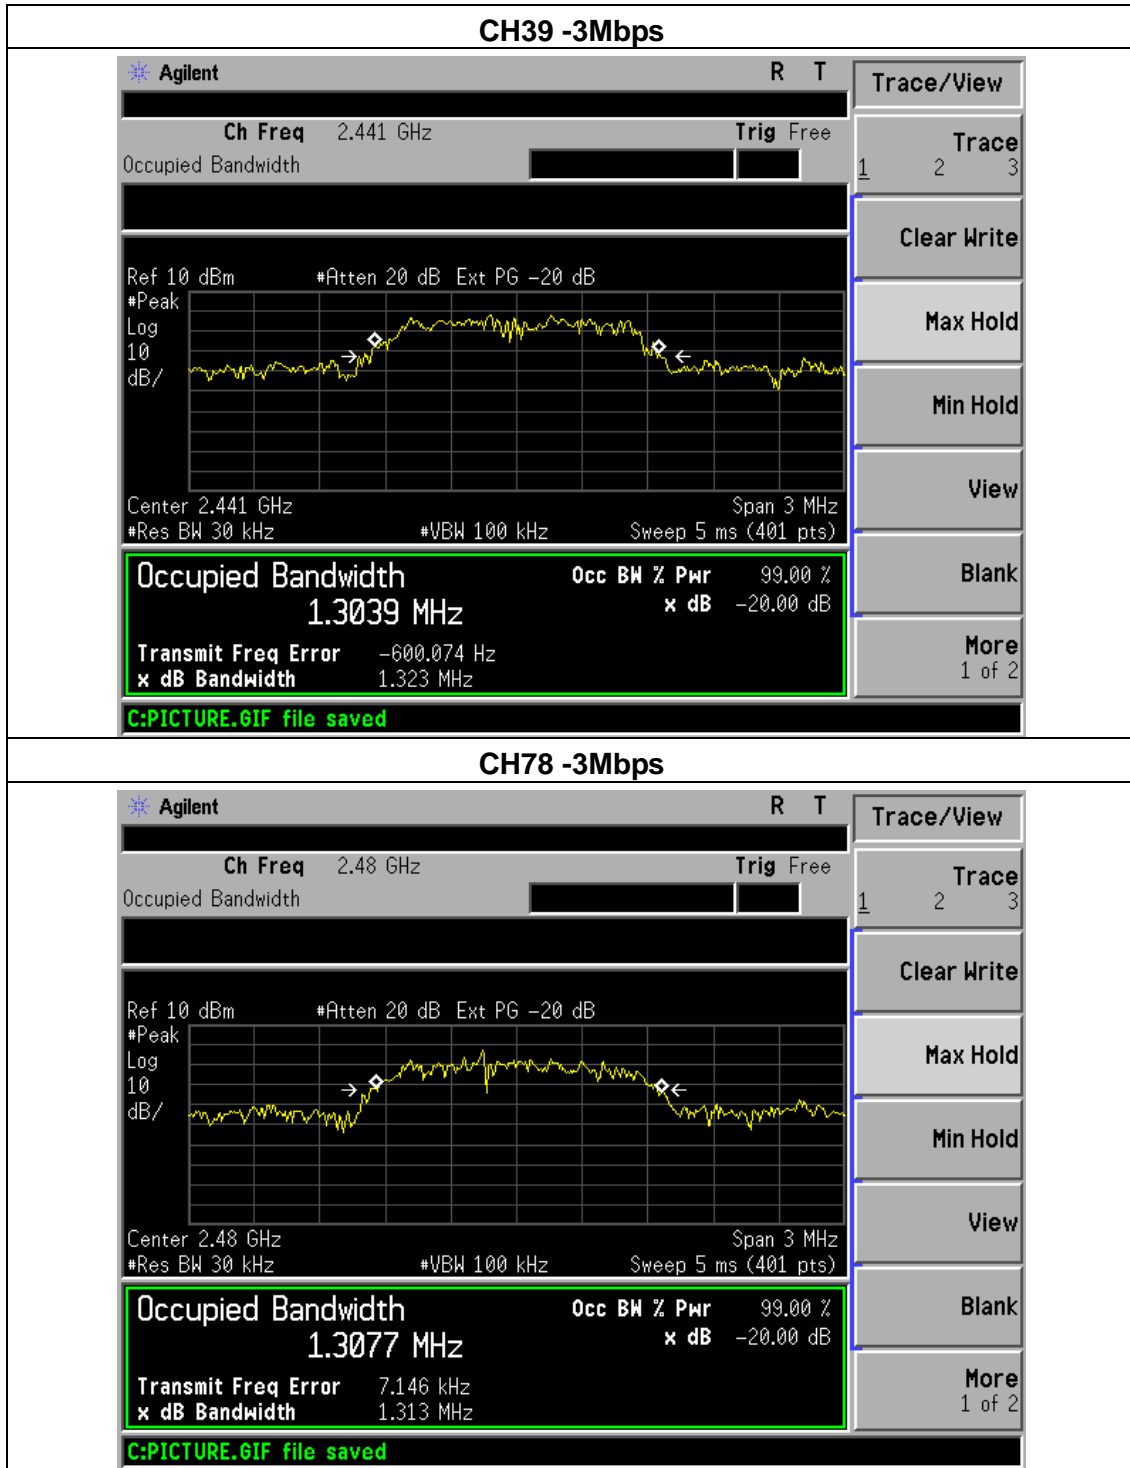 CH39 -3Mbps
Agilent R T
Trace/View
Ch Freq 2.441 GHz Trig Free
Occupied Bandwidth
Trace
1 2 3
Clear Write
Ref 10 dBm #Atten 20 dB Ext PG -20 dB
#Peak
Log
10
dB/
Max Hold
Min Hold
View
Center 2.441 GHz Span 3 MHz
#Res BW 30 kHz #VBW 100 kHz Sweep 5 ms (401 pts)
Occupied Bandwidth Occ BW % Pwr 99.00 %
1.3039 MHz x dB -20.00 dB
Blank
Transmit Freq Error -600.074 Hz
x dB Bandwidth 1.323 MHz
More
1 of 2
C:PICTURE.GIF file saved
CH78 -3Mbps
Agilent R T
Trace/View
Ch Freq 2.48 GHz Trig Free
Occupied Bandwidth
Trace
1 2 3
Clear Write
Ref 10 dBm #Atten 20 dB Ext PG -20 dB
#Peak
Log
10
dB/
Max Hold
Min Hold
View
Center 2.48 GHz Span 3 MHz
#Res BW 30 kHz #VBW 100 kHz Sweep 5 ms (401 pts)
Occupied Bandwidth Occ BW % Pwr 99.00 %
1.3077 MHz x dB -20.00 dB
Blank
Transmit Freq Error 7.146 kHz
x dB Bandwidth 1.313 MHz
More
1 of 2
C:PICTURE.GIF file saved